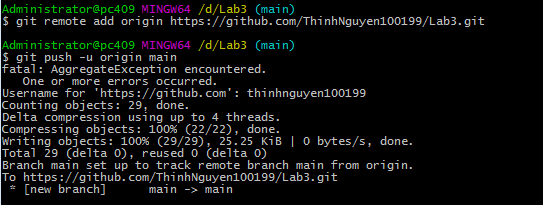 Administrator@pc409 MINGW64 /d/Lab3 (main)
$ git remote add origin https://github.com/ThinhNguyen100199/Lab3.git
Administrator@pc409 MINGW64 /d/Lab3 (main)
$ git push -u origin main
fatal: AggregateException encountered.
   One or more errors occurred.
Username for 'https://github.com': thinhnguyen100199
Counting objects: 29, done.
Delta compression using up to 4 threads.
Compressing objects: 100% (22/22), done.
Writing objects: 100% (29/29), 25.25 KiB | 0 bytes/s, done.
Total 29 (delta 0), reused 0 (delta 0)
Branch main set up to track remote branch main from origin.
To https://github.com/ThinhNguyen100199/Lab3.git
 * [new branch]      main -> main